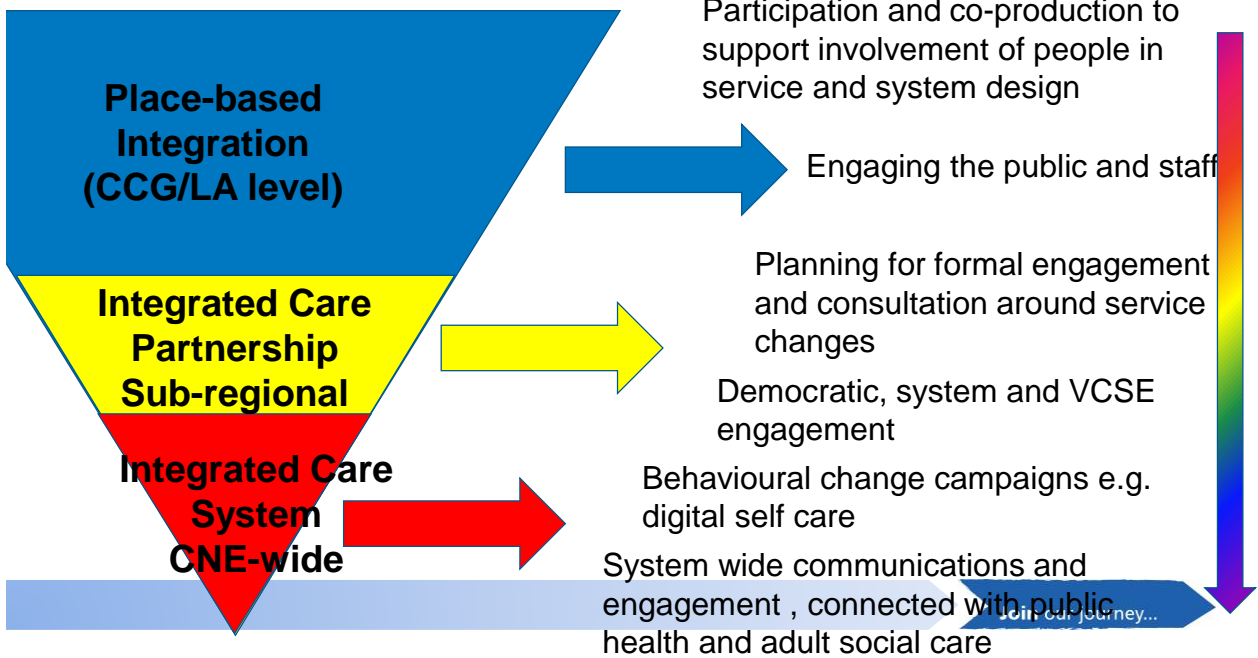 Place-based
Integration
(CCG/LA level)
Integrated Care
Partnership
Sub-regional
Integrated Care
System
CNE-wide
Participation and co-production to
support involvement of people in
service and system design
Engaging the public and staff
Planning for formal engagement
and consultation around service
changes
Democratic, system and VCSE
engagement
Behavioural change campaigns e.g.
digital self care
System wide communications and
engagement , connected with public
health and adult social care
Join our journey...